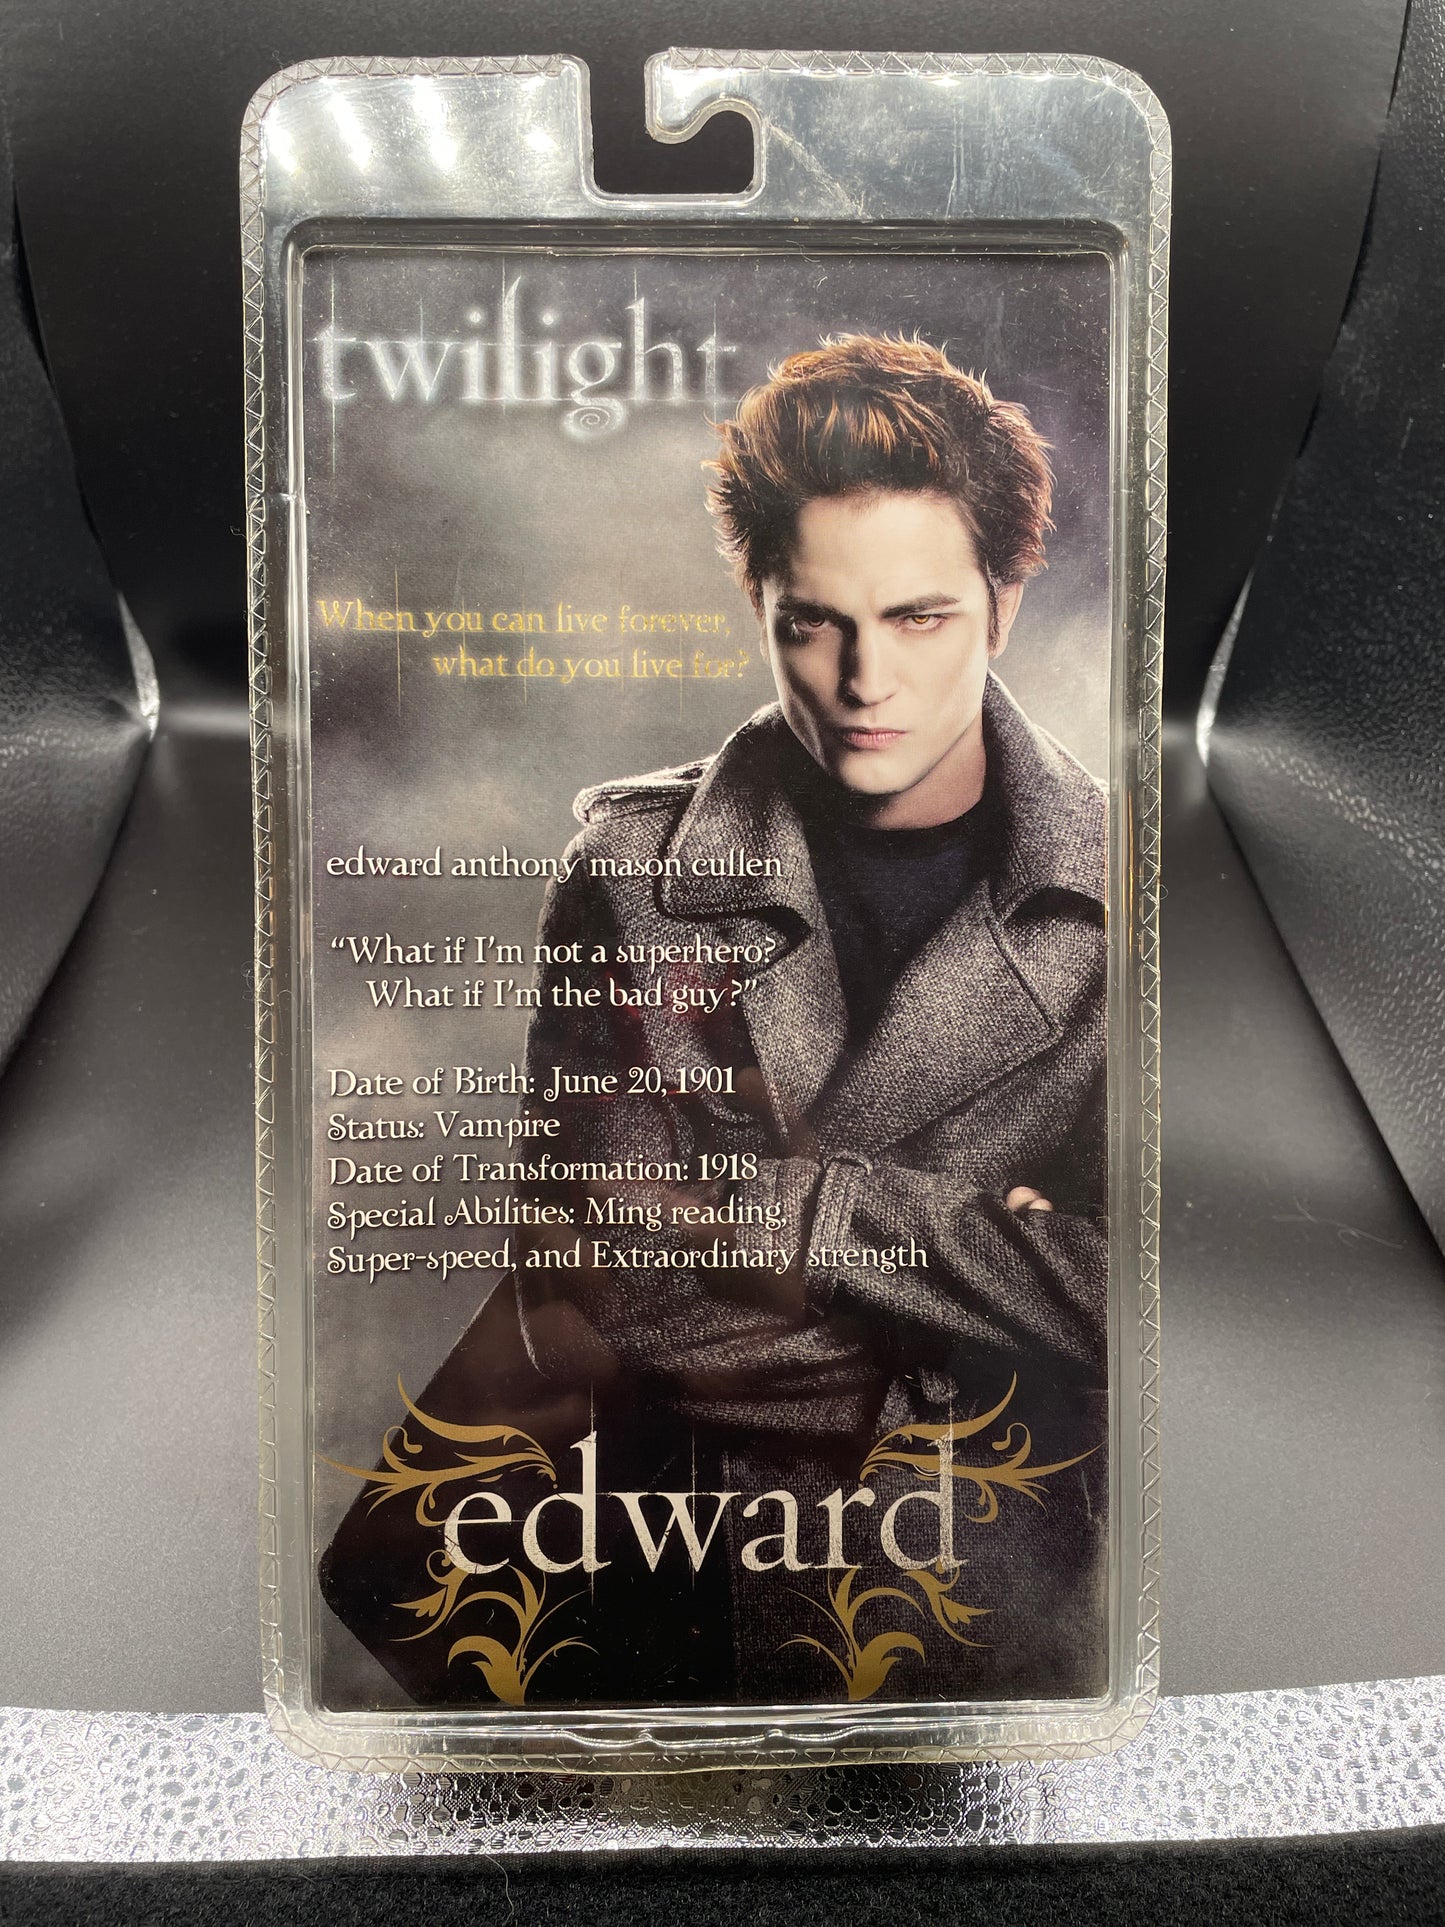 twilight
When you can live forever,
what do you live for?
edward anthony mason cullen
“What if I'm not a superhero?
What if I'm the bad guy?”
Date of Birth: June 20, 1901
Status: Vampire
Date of Transformation: 1918
Special Abilities: Ming reading,
Super-speed, and Extraordinary strength
edward